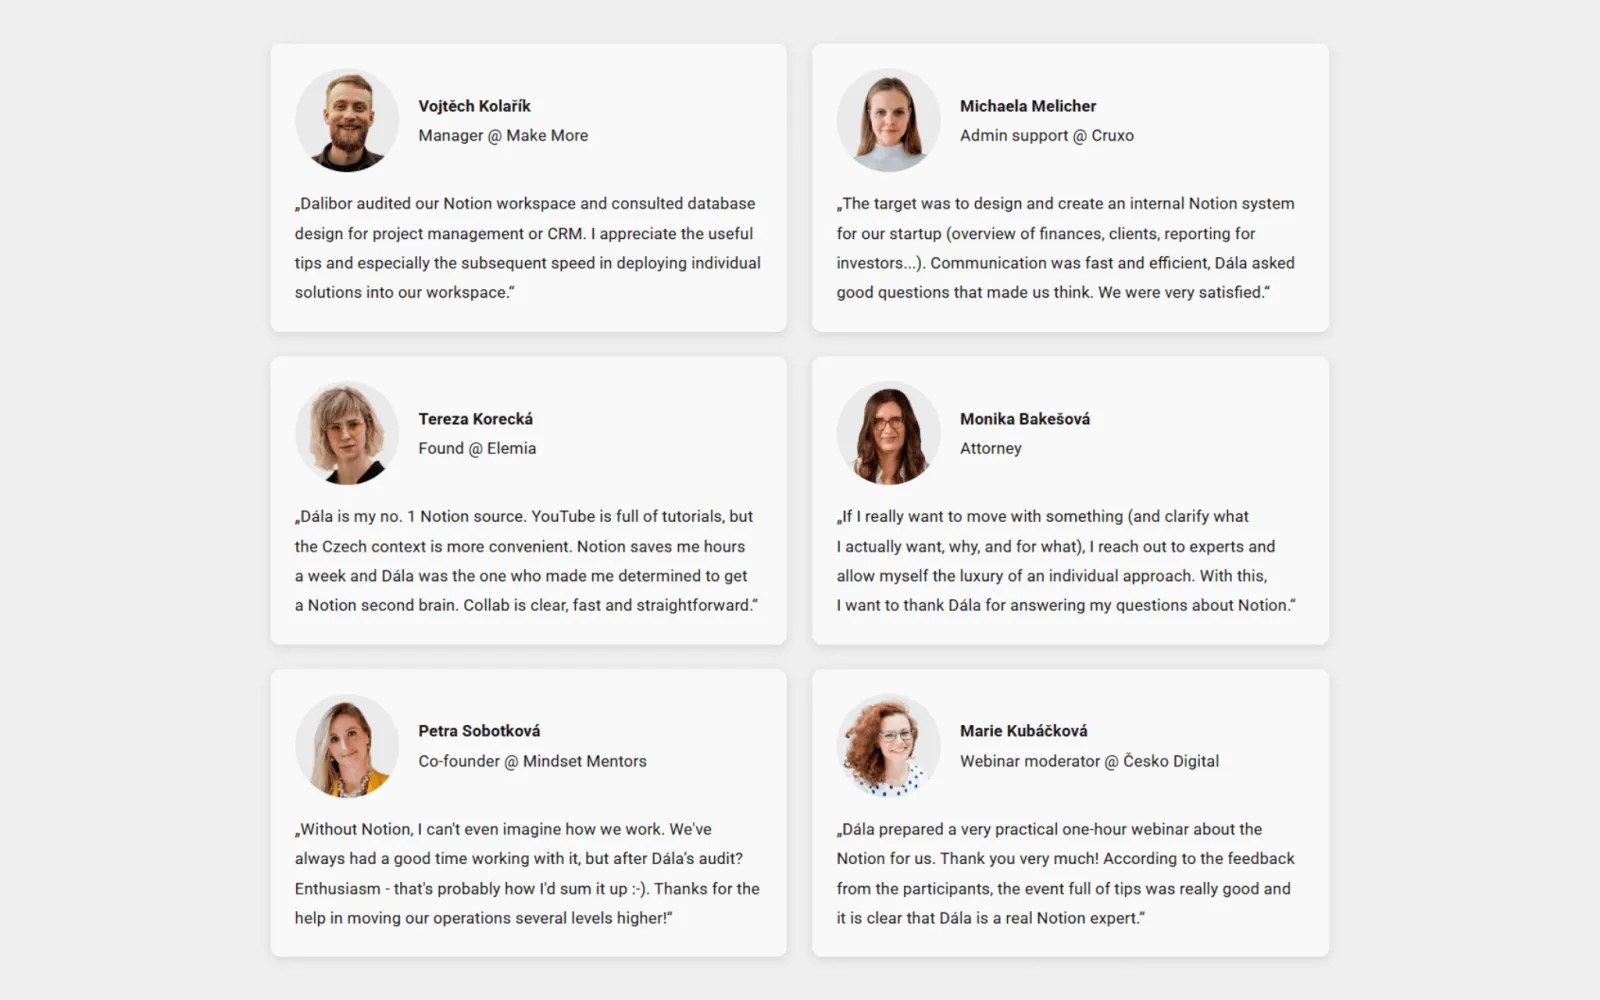 Vojtěch Kolařík
Manager @ Make More
„Dalibor audited our Notion workspace and consulted database
design for project management or CRM. I appreciate the useful
tips and especially the subsequent speed in deploying individual
solutions into our workspace.“
Michaela Melicher
Admin support @ Cruxo
„The target was to design and create an internal Notion system
for our startup (overview of finances, clients, reporting for
investors...). Communication was fast and efficient, Dála asked
good questions that made us think. We were very satisfied.“
Tereza Korecká
Found @ Elemia
„Dála is my no. 1 Notion source. YouTube is full of tutorials, but
the Czech context is more convenient. Notion saves me hours
a week and Dála was the one who made me determined to get
a Notion second brain. Collab is clear, fast and straightforward.“
Monika Bakešová
Attorney
„If I really want to move with something (and clarify what
I actually want, why, and for what), I reach out to experts and
allow myself the luxury of an individual approach. With this,
I want to thank Dála for answering my questions about Notion.“
Petra Sobotková
Co-founder @ Mindset Mentors
„Without Notion, I can't even imagine how we work. We've
always had a good time working with it, but after Dála's audit?
Enthusiasm - that's probably how I'd sum it up :-). Thanks for the
help in moving our operations several levels higher!“
Marie Kubáčková
Webinar moderator @ Česko Digital
„Dála prepared a very practical one-hour webinar about the
Notion for us. Thank you very much! According to the feedback
from the participants, the event full of tips was really good and
it is clear that Dála is a real Notion expert.“